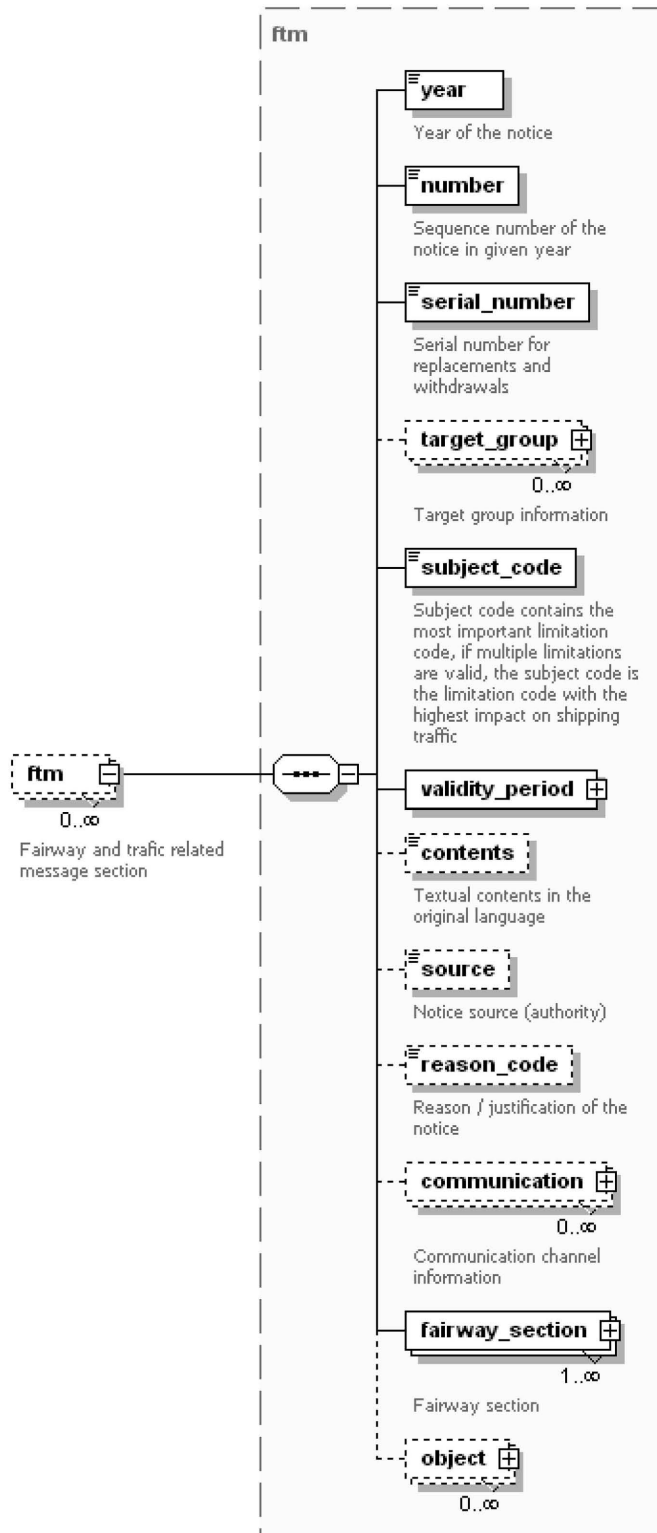 ftm
year
Year of the notice
number
Sequence number of the
notice in given year
serial_number
Serial number for
replacements and
withdrawals
target_group
0..∞
Target group information
subject_code
Subject code contains the
most important limitation
code, if multiple limitations
are valid, the subject code is
the limitation code with the
highest impact on shipping
traffic
ftm
0..∞
Fairway and trafic related
message section
validity_period
contents
Textual contents in the
original language
source
Notice source (authority)
reason_code
Reason / justification of the
notice
communication
0..∞
Communication channel
information
fairway_section
1..∞
Fairway section
object
0..∞